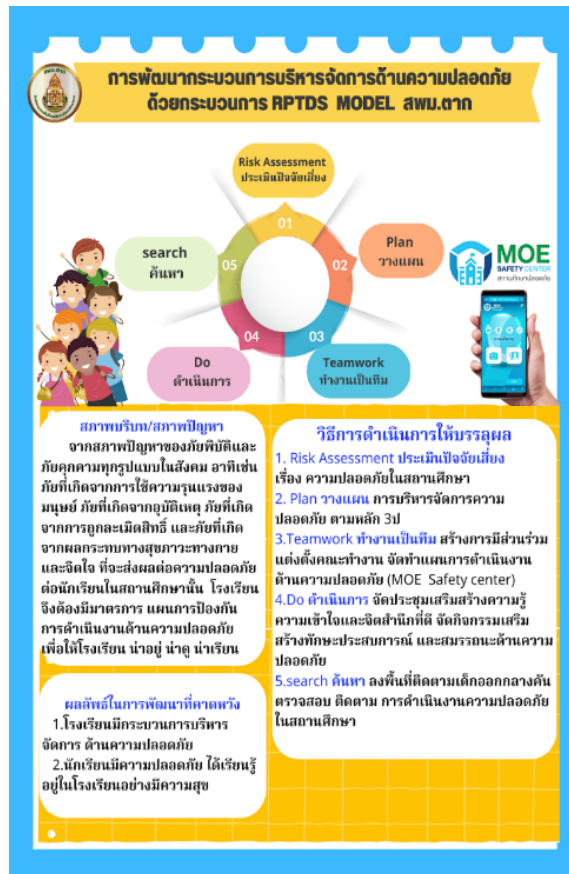 สพม.ตาก
การพัฒนากระบวนการบริหารจัดการด้านความปลอดภัย
ด้วยกระบวนการ RPTDS MODEL สพม.ตาก
Risk Assessment
ประเมินปัจจัยเสี่ยง
01
Plan
วางแผน
02
Teamwork
ทำงานเป็นทีม
03
Do
ดำเนินการ
04
search
ค้นหา
05
MOE
SAFETY CENTER
สถานศึกษาปลอดภัย
สภาพบริบท/สภาพปัญหา
จากสภาพปัญหาของภัยพิบัติและ
ภัยคุกคามทุกรูปแบบในสังคม อาทิเช่น
ภัยที่เกิดจากการใช้ความรุนแรงของ
มนุษย์ ภัยที่เกิดจากอุบัติเหตุ ภัยที่เกิด
จากการถูกละเมิดสิทธิ์ และภัยที่เกิด
จากผลกระทบทางสุขภาวะทางกาย
และจิตใจ ที่จะส่งผลต่อความปลอดภัย
ต่อนักเรียนในสถานศึกษานั้น โรงเรียน
จึงต้องมีมาตรการ แผนการป้องกัน
การดำเนินงานด้านความปลอดภัย
เพื่อให้โรงเรียน น่าอยู่ น่าดู น่าเรียน
ผลลัพธ์ในการพัฒนาที่คาดหวัง
1.โรงเรียนมีกระบวนการบริหาร
จัดการ ด้านความปลอดภัย
2.นักเรียนมีความปลอดภัย ได้เรียนรู้
อยู่ในโรงเรียนอย่างมีความสุข
วิธีการดำเนินการให้บรรลุผล
1. Risk Assessment ประเมินปัจจัยเสี่ยง
เรื่อง ความปลอดภัยในสถานศึกษา
2. Plan วางแผน การบริหารจัดการความ
ปลอดภัย ตามหลัก 3ป
3.Teamwork ทำงานเป็นทีม สร้างการมีส่วนร่วม
แต่งตั้งคณะทำงาน จัดทำแผนการดำเนินงาน
ด้านความปลอดภัย (MOE Safety center)
4.Do ดำเนินการ จัดประชุมเสริมสร้างความรู้
ความเข้าใจและจิตสำนึกที่ดี จัดกิจกรรมเสริม
สร้างทักษะประสบการณ์ และสมรรถนะด้านความ
ปลอดภัย
5.search ค้นหา ลงพื้นที่ติดตามเด็กออกกลางคัน
ตรวจสอบ ติดตาม การดำเนินงานความปลอดภัย
ในสถานศึกษา